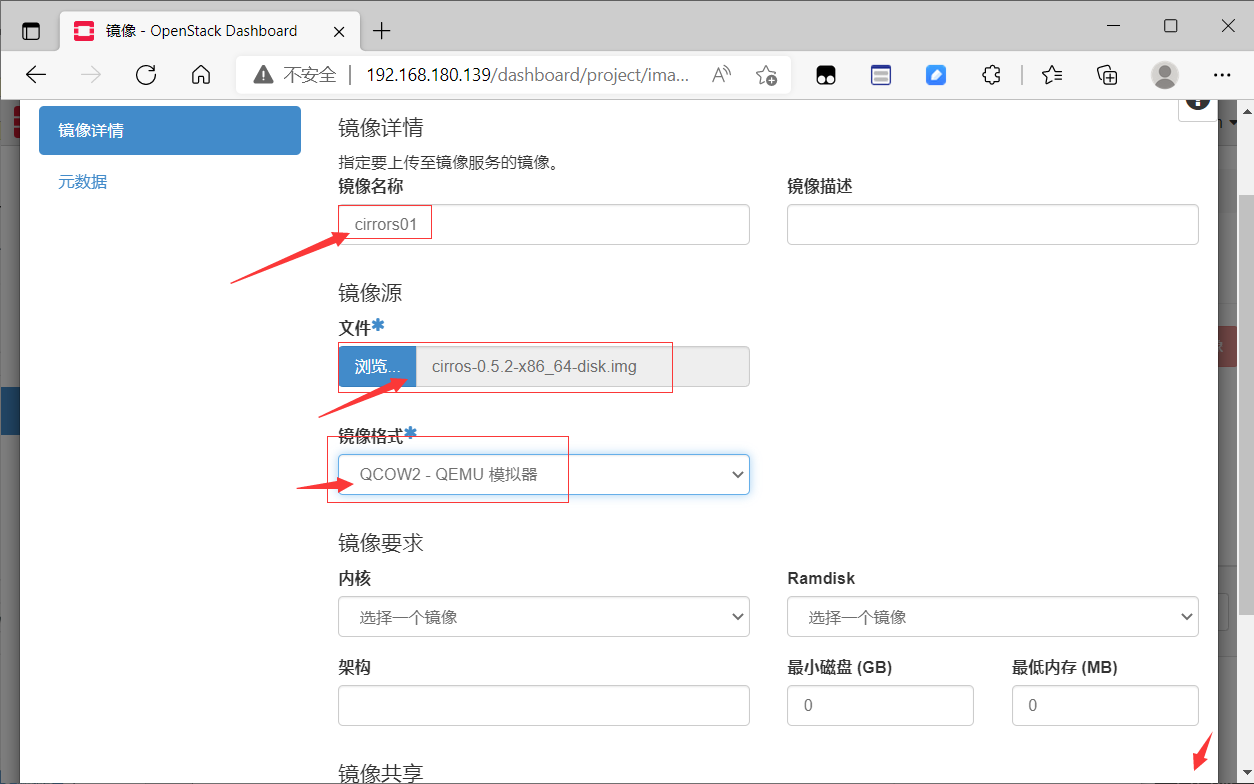 镜像 - OpenStack Dashboard
不安全 192.168.180.139/dashboard/project/ima...
镜像详情
元数据
镜像详情
指定要上传至镜像服务的镜像。
镜像名称 镜像描述
cirrors01
镜像源
文件*
浏览... cirros-0.5.2-x86_64-disk.img
镜像格式*
QCOW2 - QEMU 模拟器
镜像要求
内核 Ramdisk
选择一个镜像 选择一个镜像
架构 最小磁盘 (GB) 最低内存 (MB)
0 0
镜像共享